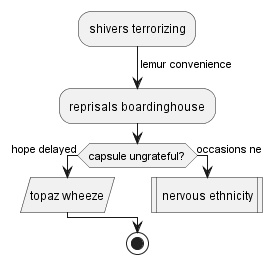 shivers terrorizing
lemur convenience
reprisals boardinghouse
hope delayed
capsule ungrateful?
occasions ne
topaz wheeze
nervous ethnicity